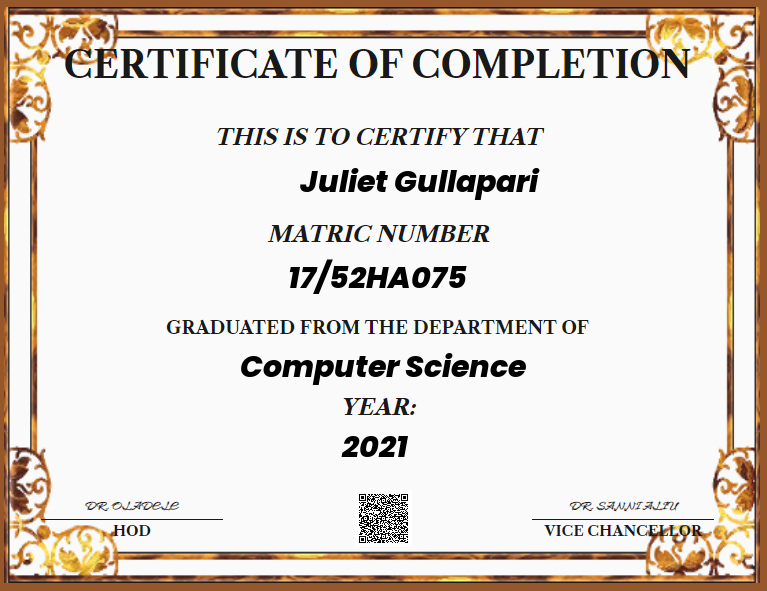 CERTIFICATE OF COMPLETION
THIS IS TO CERTIFY THAT
Juliet Gullapari
MATRIC NUMBER
17/52HA075
GRADUATED FROM THE DEPARTMENT OF
Computer Science
YEAR:
2021
DR. OLADELE
DR. SANNI ALIU
HOD
VICE CHANCELLOR